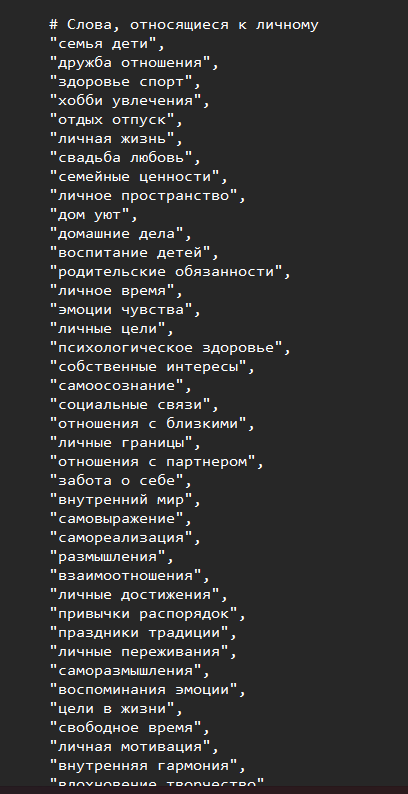 # Слова, относящиеся к личному
"семья дети",
"дружба отношения",
"здоровье спорт",
"хобби увлечения",
"отдых отпуск",
"личная жизнь",
"свадьба любовь",
"семейные ценности",
"личное пространство",
"дом уют",
"домашние дела",
"воспитание детей",
"родительские обязанности",
"личное время",
"эмоции чувства",
"личные цели",
"психологическое здоровье",
"собственные интересы",
"самоосознание",
"социальные связи",
"отношения с близкими",
"личные границы",
"отношения с партнером",
"забота о себе",
"внутренний мир",
"самовыражение",
"самореализация",
"размышления",
"взаимоотношения",
"личные достижения",
"привычки распорядок",
"праздники традиции",
"личные переживания",
"саморазмышления",
"воспоминания эмоции",
"цели в жизни",
"свободное время",
"личная мотивация",
"внутренняя гармония",
"вдохновение творчество"